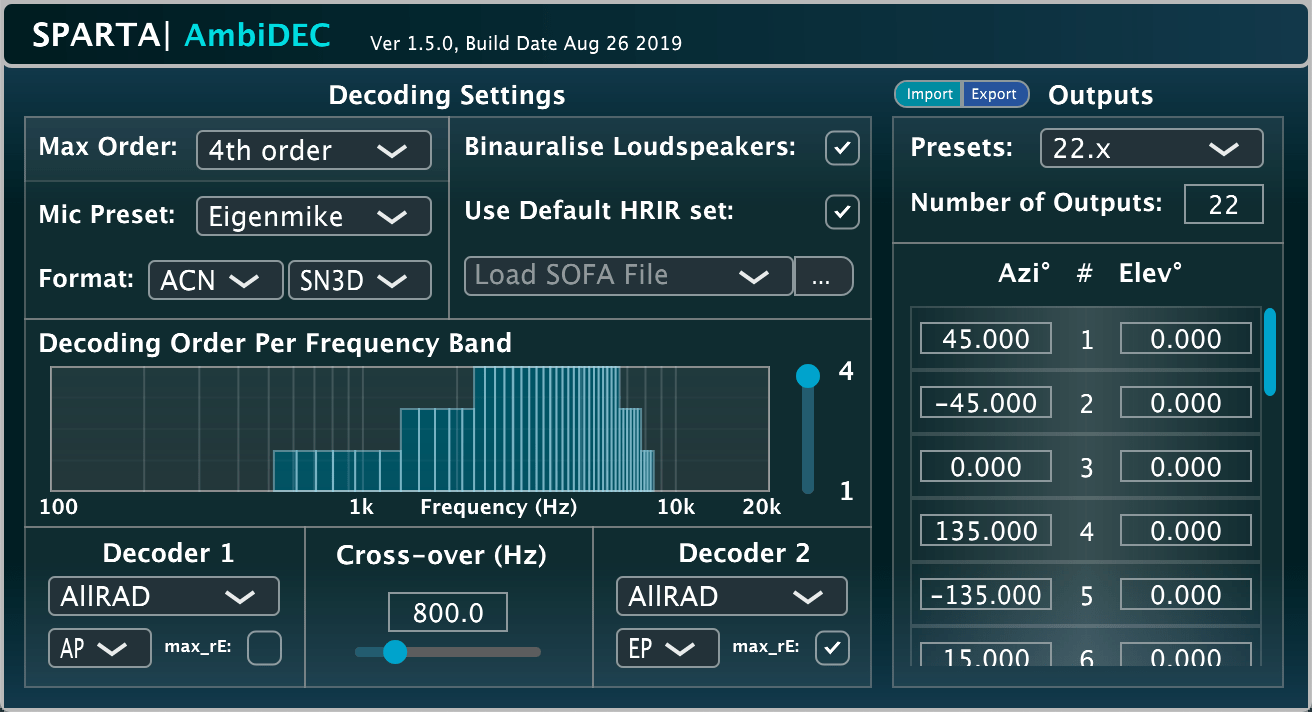 SPARTA| AmbiDEC Ver 1.5.0, Build Date Aug 26 2019
Decoding Settings
Max Order: 4th order
Mic Preset: Eigenmike
Format: ACN SN3D
Binauralise Loudspeakers:
Use Default HRIR set:
Load SOFA File ...
Decoding Order Per Frequency Band
4
1
100 1k Frequency (Hz) 10k 20k
Decoder 1
AllRAD
AP max_rE:
Cross-over (Hz)
800.0
Decoder 2
AllRAD
EP max_rE:
Import Export Outputs
Presets: 22.x
Number of Outputs: 22
Azi° # Elev°
45.000 1 0.000
-45.000 2 0.000
0.000 3 0.000
135.000 4 0.000
-135.000 5 0.000
15.000 6 0.000